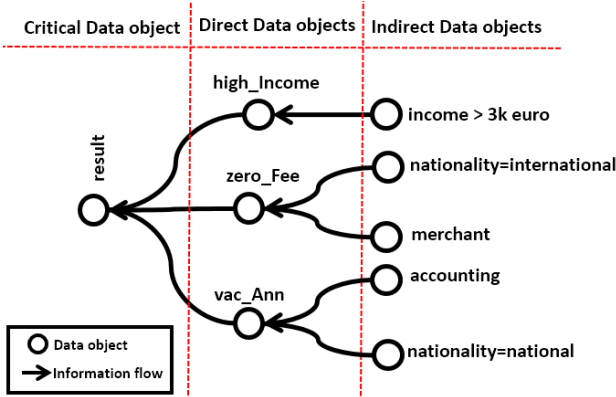 Critical Data object
Direct Data objects
Indirect Data objects
high_Income
income > 3k euro
result
zero_Fee
nationality=international
merchant
vac_Ann
accounting
nationality=national
Data object
Information flow